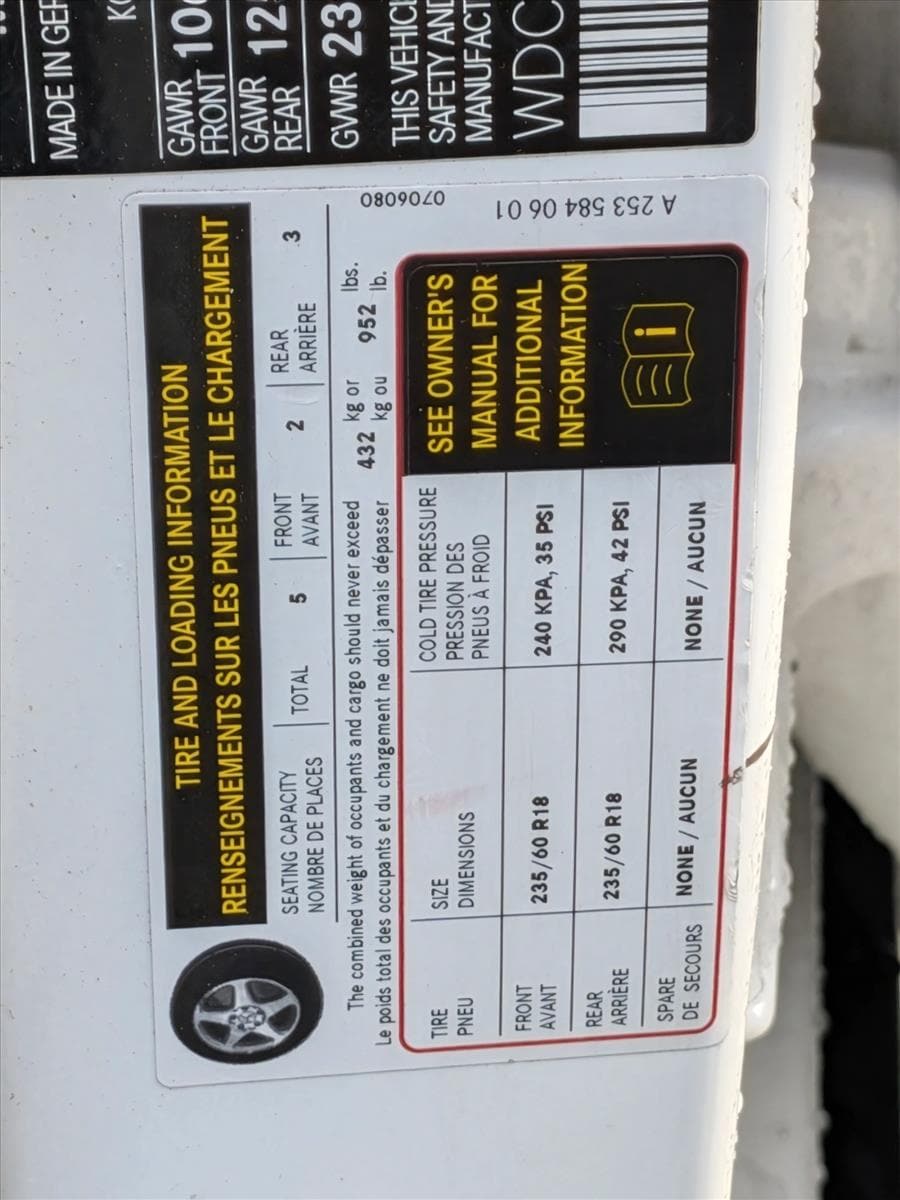 MADE IN GER
GAWR FRONT 10
GAWR REAR 12
GVWR 23
THIS VEHICL
SAFETY AND
MANUFACT
WDC
TIRE AND LOADING INFORMATION
RENSEIGNEMENTS SUR LES PNEUS ET LE CHARGEMENT
SEATING CAPACITY TOTAL 5 FRONT 2 REAR 3
NOMBRE DE PLACES AVANT ARRIÈRE
The combined weight of occupants and cargo should never exceed 432 kg or 952 lbs.
Le poids total des occupants et du chargement ne doit jamais dépasser kg ou lb.
TIRE SIZE COLD TIRE PRESSURE
PNEU DIMENSIONS PRESSION DES
PNEUS À FROID
FRONT 235/60 R18 240 KPA, 35 PSI
AVANT
REAR 235/60 R18 290 KPA, 42 PSI
ARRIÈRE
SPARE NONE / AUCUN NONE / AUCUN
DE SECOURS
SEE OWNER'S
MANUAL FOR
ADDITIONAL
INFORMATION
i
0706080
A 253 584 06 01